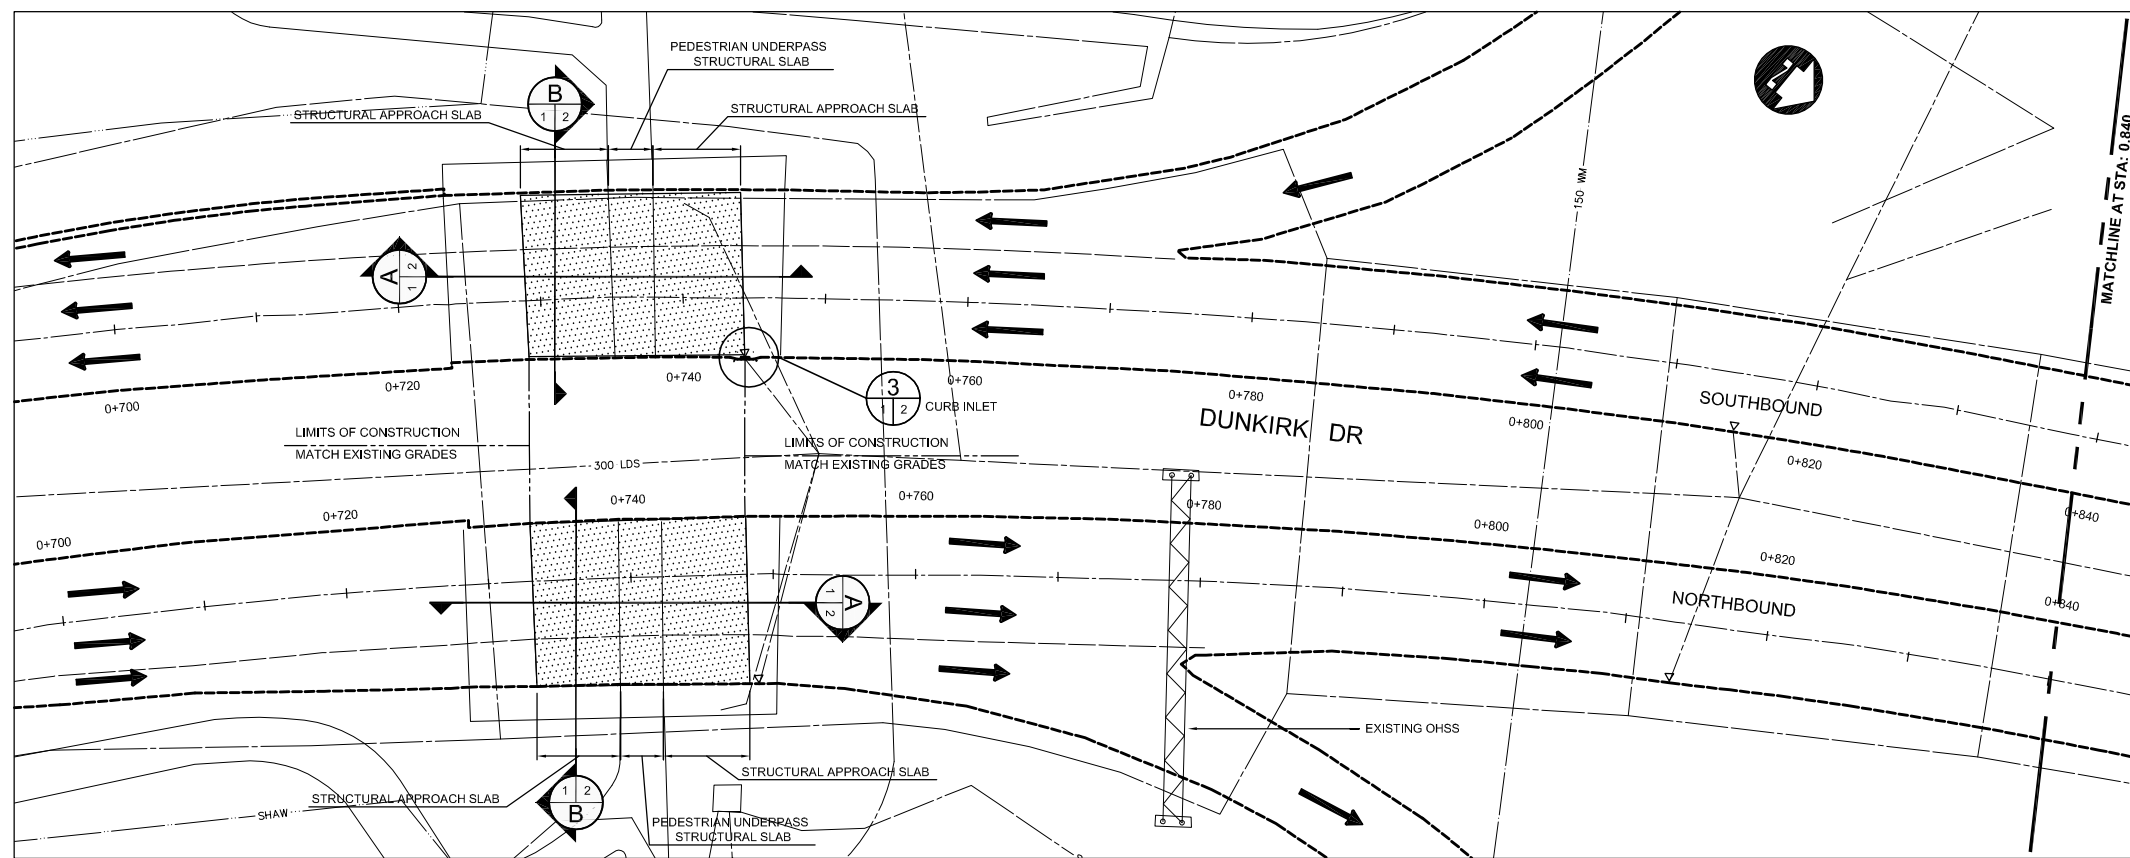 PEDESTRIAN UNDERPASS
STRUCTURAL SLAB
B
1 2
STRUCTURAL APPROACH SLAB
STRUCTURAL APPROACH SLAB
N
MATCHLINE AT STA: 0.840
150 WM
A
1 2
0+700
0+720
0+740
0+760
0+780
0+800
0+820
0+840
3
1 2
CURB INLET
SOUTHBOUND
DUNKIRK DR
LIMITS OF CONSTRUCTION
MATCH EXISTING GRADES
LIMITS OF CONSTRUCTION
MATCH EXISTING GRADES
300 LDS
0+700
0+720
0+740
0+760
0+780
0+800
0+820
0+840
NORTHBOUND
A
1 2
EXISTING OHSS
STRUCTURAL APPROACH SLAB
STRUCTURAL APPROACH SLAB
1 2
B
SHAW
PEDESTRIAN UNDERPASS
STRUCTURAL SLAB